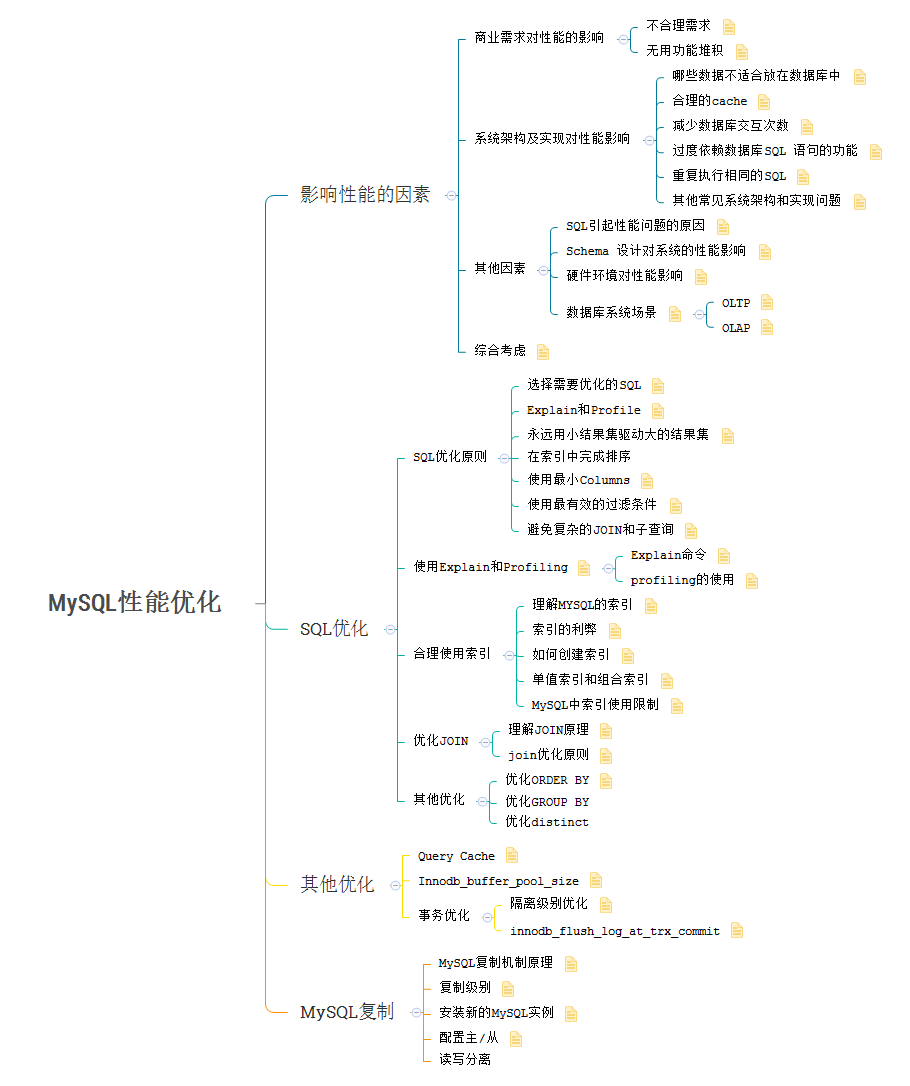 MySQL性能优化
影响性能的因素
商业需求对性能的影响
不合理需求
无用功能堆积
系统架构及实现对性能影响
哪些数据不适合放在数据库中
合理的cache
减少数据库交互次数
过度依赖数据库SQL 语句的功能
重复执行相同的SQL
其他常见系统架构和实现问题
其他因素
SQL引起性能问题的原因
Schema 设计对系统的性能影响
硬件环境对性能影响
数据库系统场景
OLTP
OLAP
综合考虑
SQL优化
SQL优化原则
选择需要优化的SQL
Explain和Profile
永远用小结果集驱动大的结果集
在索引中完成排序
使用最小Columns
使用最有效的过滤条件
避免复杂的JOIN和子查询
使用Explain和Profiling
Explain命令
profiling的使用
合理使用索引
理解MYSQL的索引
索引的利弊
如何创建索引
单值索引和组合索引
MySQL中索引使用限制
优化JOIN
理解JOIN原理
join优化原则
其他优化
优化ORDER BY
优化GROUP BY
优化distinct
其他优化
Query Cache
Innodb_buffer_pool_size
事务优化
隔离级别优化
innodb_flush_log_at_trx_commit
MySQL复制
MySQL复制机制原理
复制级别
安装新的MySQL实例
配置主/从
读写分离